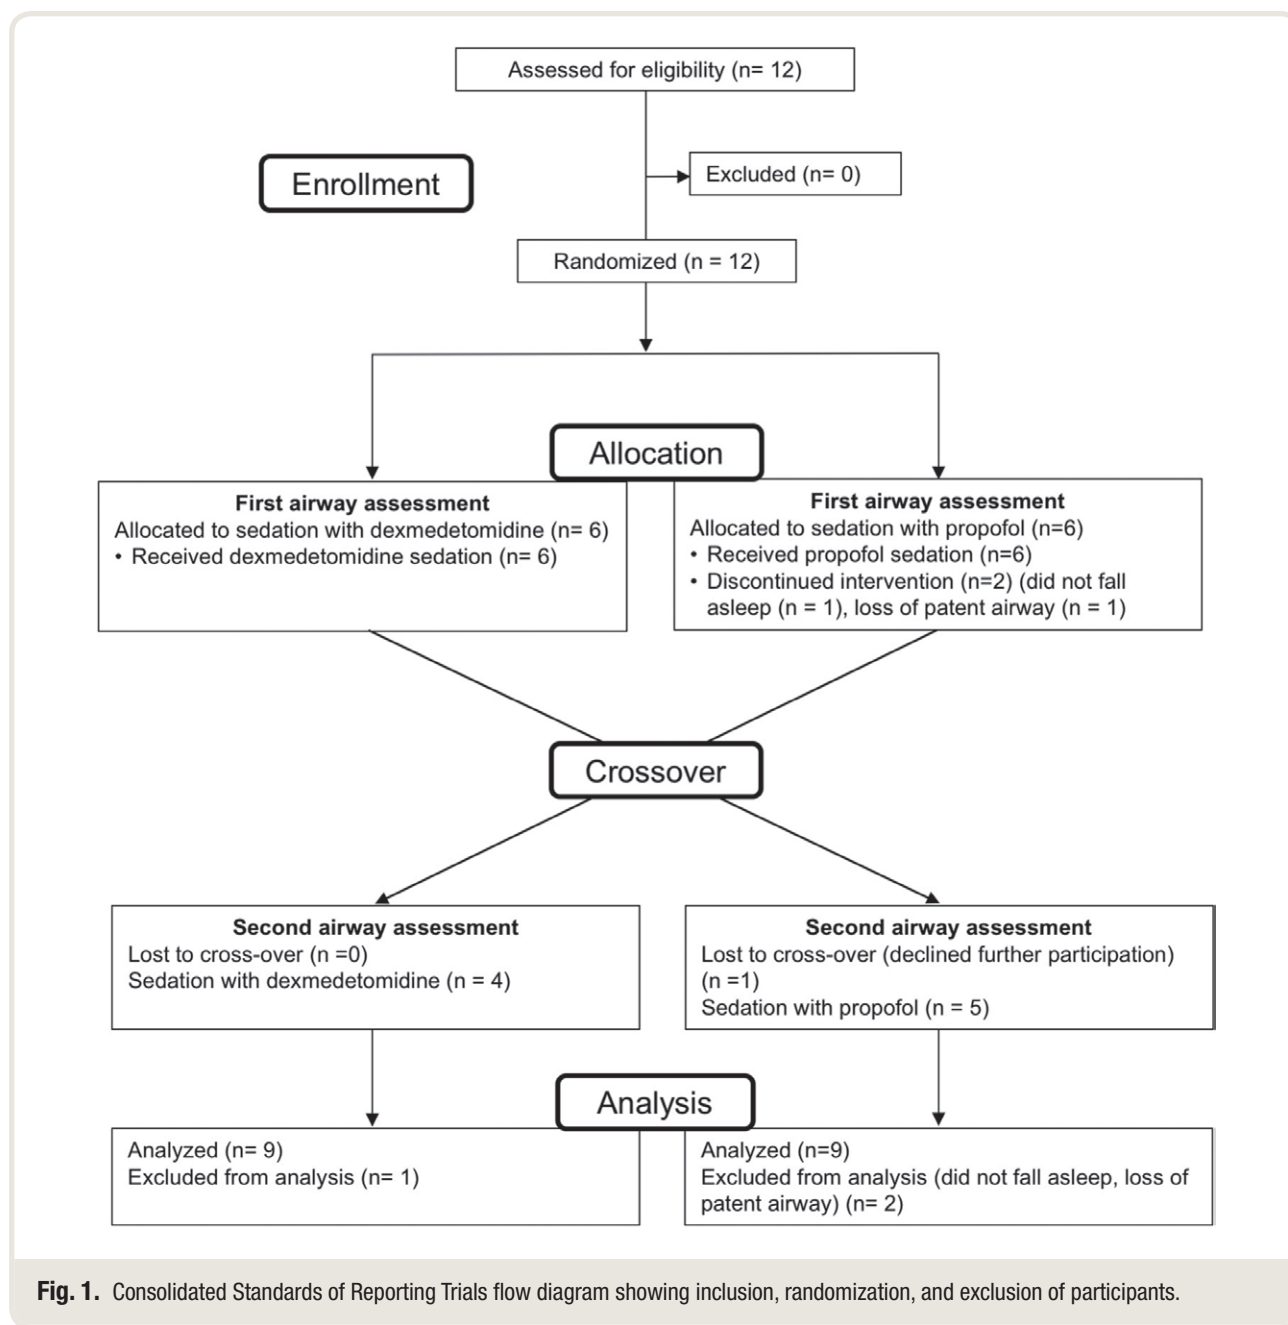 Assessed for eligibility (n= 12)
Enrollment
Excluded (n= 0)
Randomized (n = 12)
Allocation
First airway assessment
Allocated to sedation with dexmedetomidine (n= 6)
• Received dexmedetomidine sedation (n= 6)
First airway assessment
Allocated to sedation with propofol (n=6)
• Received propofol sedation (n=6)
• Discontinued intervention (n=2) (did not fall
asleep (n = 1), loss of patent airway (n = 1)
Crossover
Second airway assessment
Lost to cross-over (n =0)
Sedation with dexmedetomidine (n = 4)
Second airway assessment
Lost to cross-over (declined further participation)
(n =1)
Sedation with propofol (n = 5)
Analysis
Analyzed (n= 9)
Excluded from analysis (n= 1)
Analyzed (n=9)
Excluded from analysis (did not fall asleep, loss of
patent airway) (n= 2)
Fig. 1. Consolidated Standards of Reporting Trials flow diagram showing inclusion, randomization, and exclusion of participants.